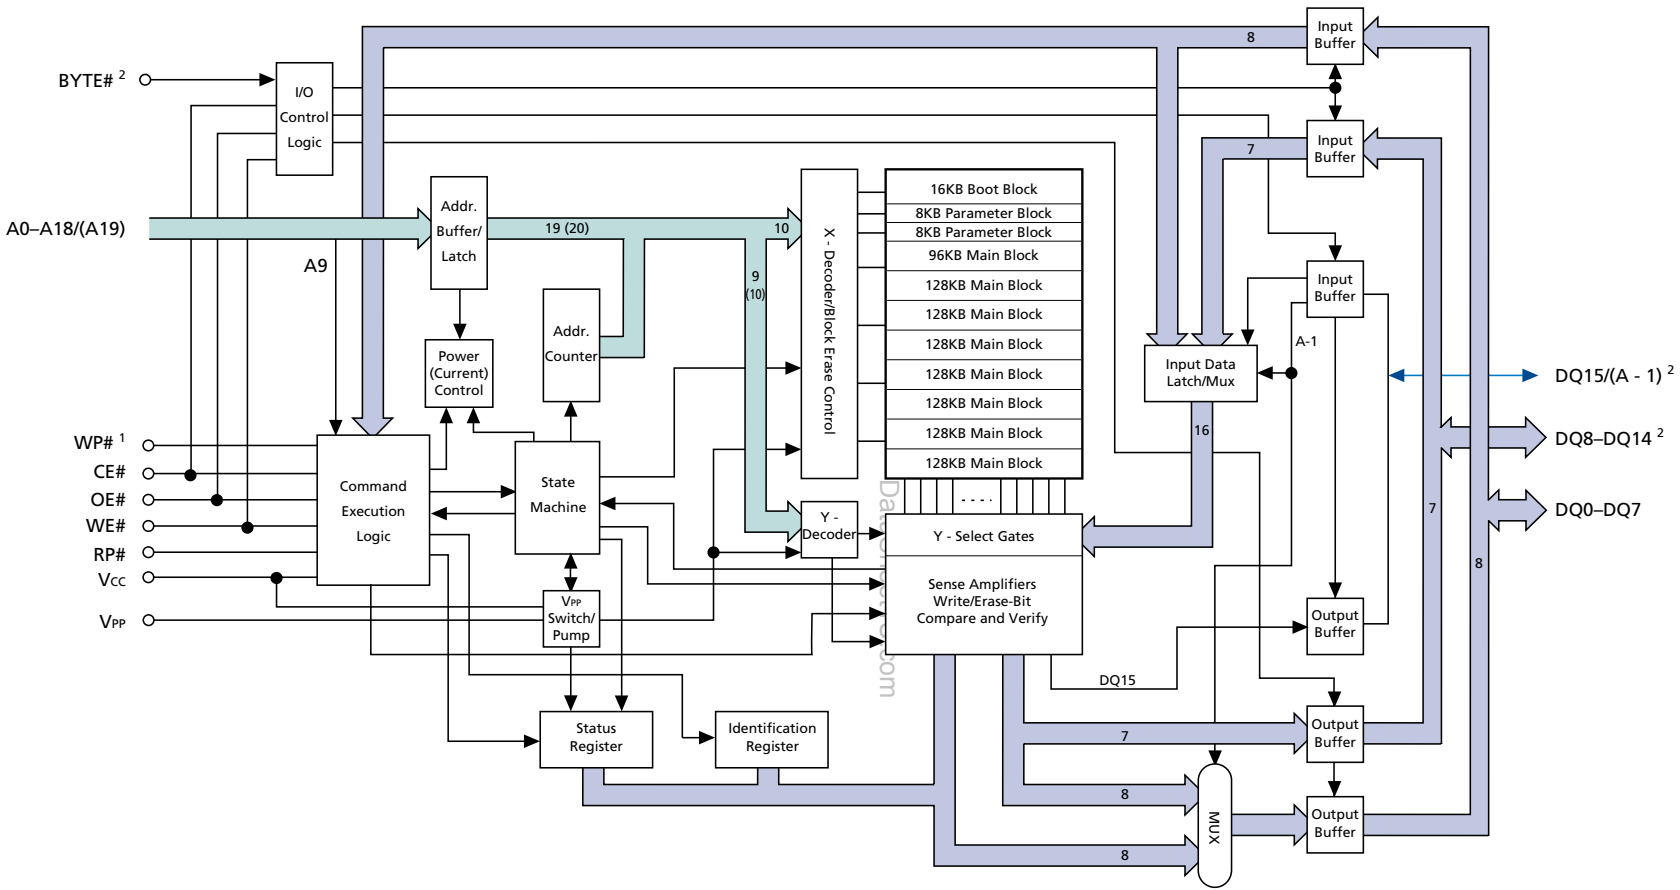 BYTE# 2
I/O
Control
Logic
A0–A18/(A19)
A9
Addr.
Buffer/
Latch
19 (20)
10
9
(10)
Power
(Current)
Control
Addr.
Counter
X - Decoder/Block Erase Control
16KB Boot Block
8KB Parameter Block
8KB Parameter Block
96KB Main Block
128KB Main Block
128KB Main Block
128KB Main Block
128KB Main Block
128KB Main Block
128KB Main Block
128KB Main Block
8
Input
Buffer
7
Input
Buffer
Input
Buffer
A-1
Input Data
Latch/Mux
16
DQ15/(A - 1) 2
DQ8–DQ14 2
DQ0–DQ7
7
8
WP# 1
CE#
OE#
WE#
RP#
VCC
VPP
Command
Execution
Logic
State
Machine
VPP
Switch/
Pump
Y -
Decoder
Y - Select Gates
Sense Amplifiers
Write/Erase-Bit
Compare and Verify
DQ15
Output
Buffer
Status
Register
Identification
Register
7
8
8
MUX
Output
Buffer
Output
Buffer